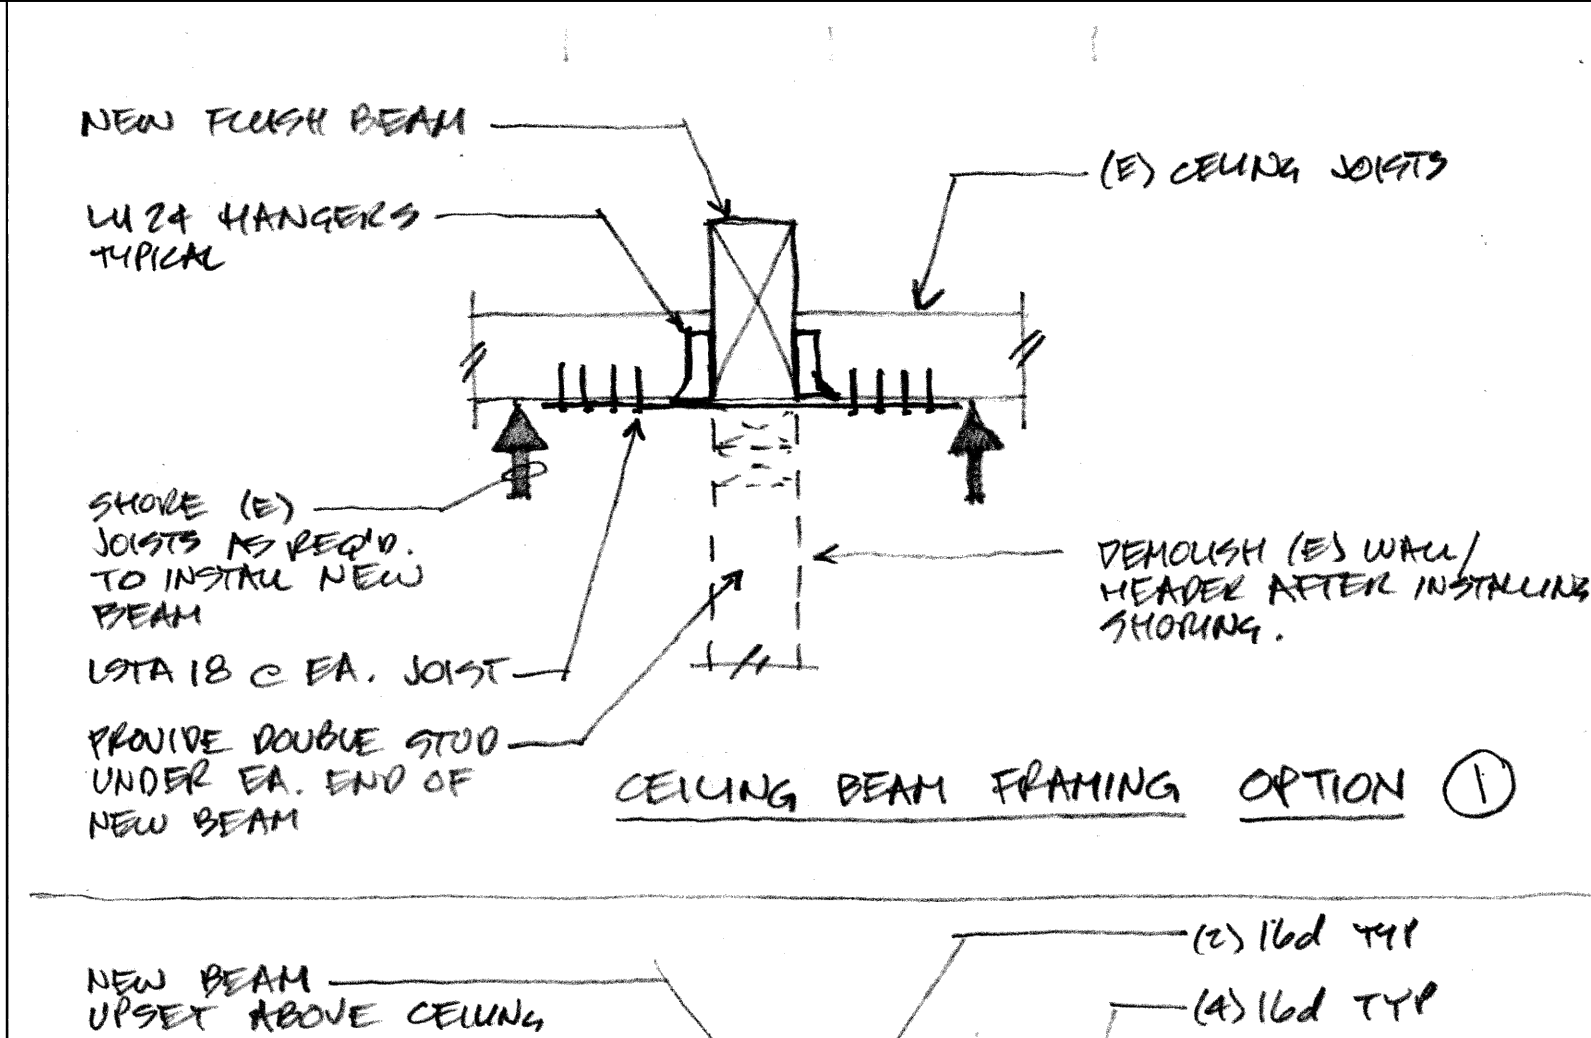 NEW FLUSH BEAM
(E) CEILING JOISTS
LU 24 HANGERS
TYPICAL
SHORE (E)
JOISTS AS REQ'D.
TO INSTALL NEW
BEAM
DEMOLISH (E) WALL/
HEADER AFTER INSTALLING
SHORING.
LSTA 18 @ EA. JOIST
PROVIDE DOUBLE STUD
UNDER EA. END OF
NEW BEAM
CEILING BEAM FRAMING OPTION 1
(2) 16d TYP
NEW BEAM
UPSET ABOVE CEILING
(4) 16d TYP